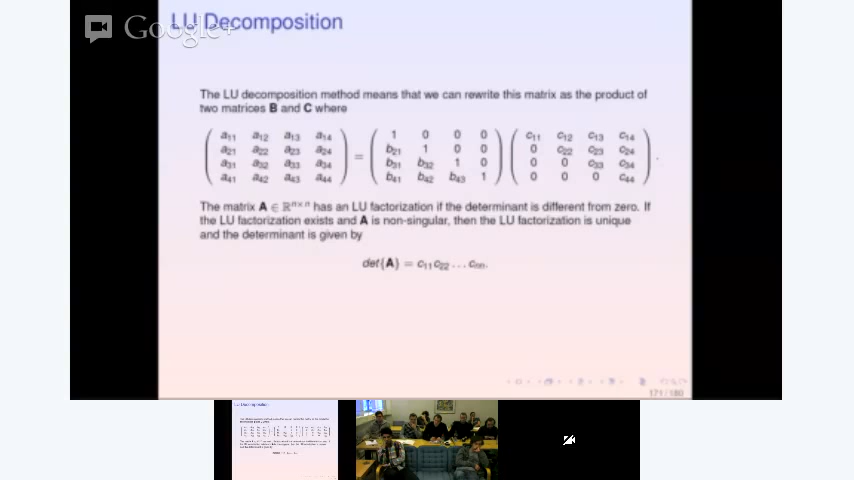 LU Decomposition
Google+
The LU decomposition method means that we can rewrite this matrix as the product of
two matrices B and C where
( a11 a12 a13 a14 ) = ( 1 0 0 0 ) ( c11 c12 c13 c14 )
( a21 a22 a23 a24 ) ( b21 1 0 0 ) ( 0 c22 c23 c24 )
( a31 a32 a33 a34 ) ( b31 b32 1 0 ) ( 0 0 c33 c34 )
( a41 a42 a43 a44 ) ( b41 b42 b43 1 ) ( 0 0 0 c44 ) .
The matrix A ∈ ℝn×n has an LU factorization if the determinant is different from zero. If
the LU factorization exists and A is non-singular, then the LU factorization is unique
and the determinant is given by
det{A} = c11c22 . . . cnn.
171 / 180
LU Decomposition